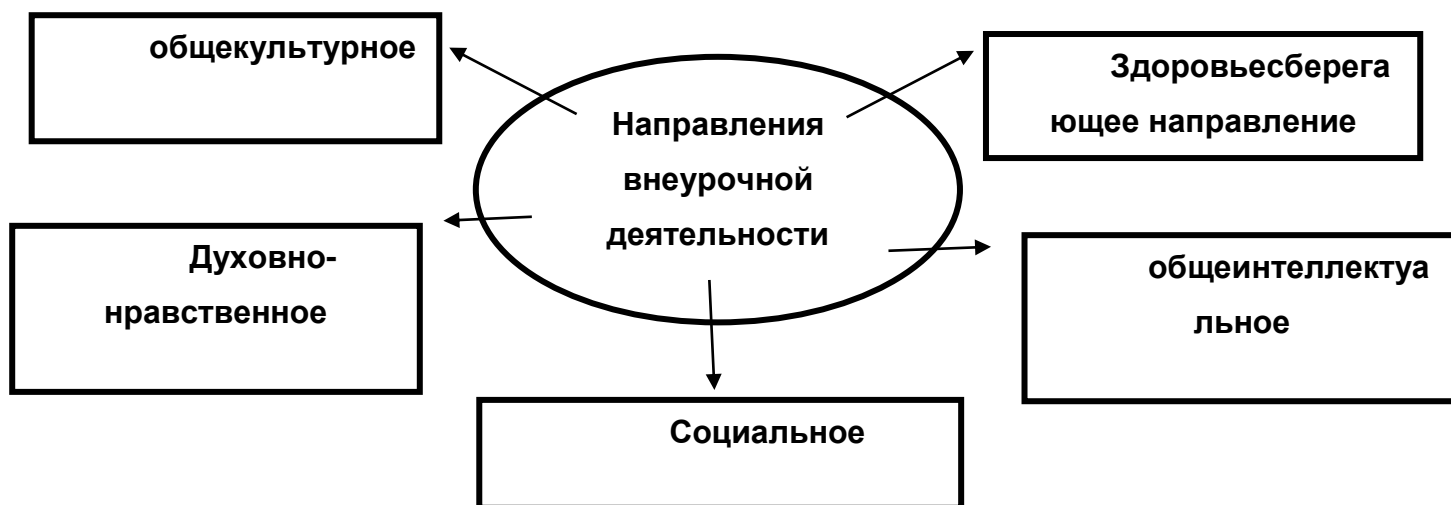 общекультурное
Здоровьесберега
ющее направление
Направления
внеурочной
деятельности
Духовно-
нравственное
общеинтеллектуа
льное
Социальное